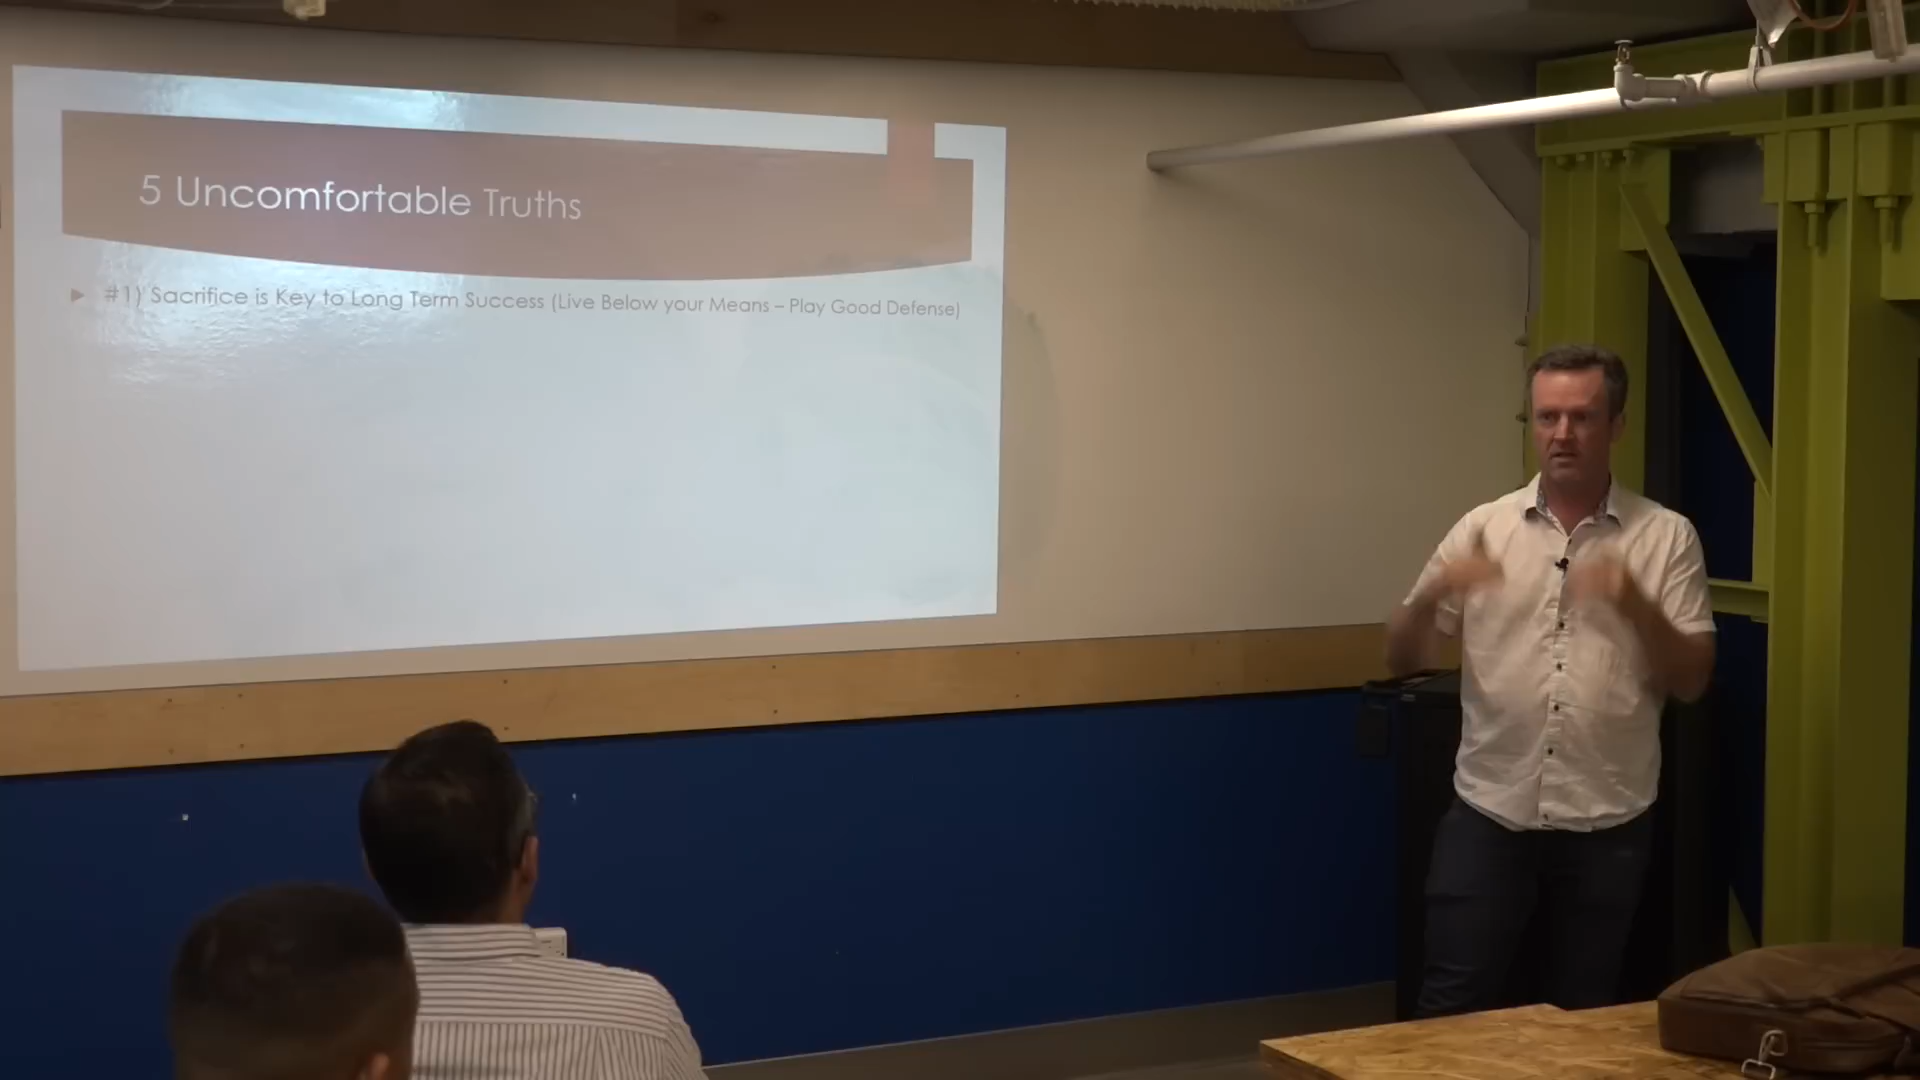 5 Uncomfortable Truths
#1) Sacrifice is Key to Long Term Success (Live Below your Means – Play Good Defense)